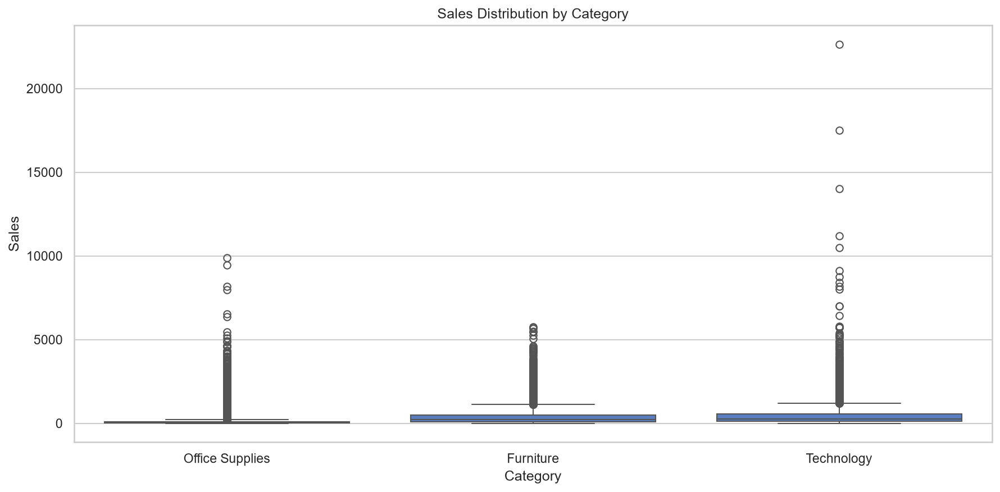 Sales Distribution by Category
Sales
20000
15000
10000
5000
0
Office Supplies
Furniture
Technology
Category